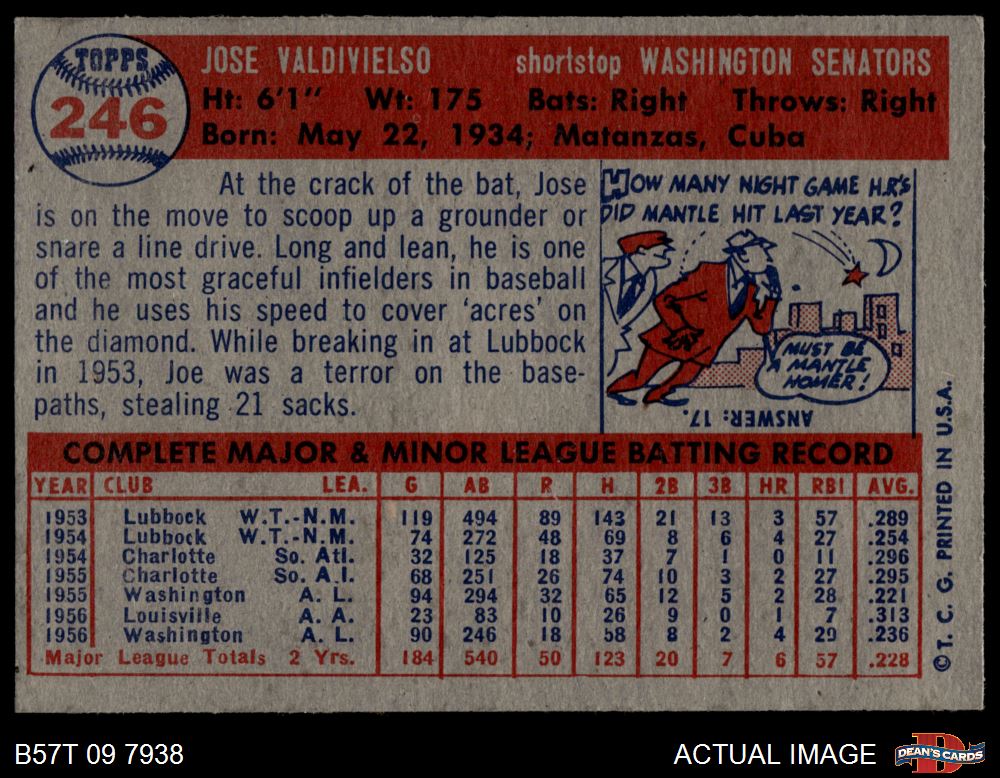 TOPPS
246
JOSE VALDIVIELSO shortstop WASHINGTON SENATORS
Ht: 6'1" Wt: 175 Bats: Right Throws: Right
Born: May 22, 1934; Matanzas, Cuba
At the crack of the bat, Jose
is on the move to scoop up a grounder or
snare a line drive. Long and lean, he is one
of the most graceful infielders in baseball
and he uses his speed to cover 'acres' on
the diamond. While breaking in at Lubbock
in 1953, Joe was a terror on the base-
paths, stealing 21 sacks.
HOW MANY NIGHT GAME H.R'S
DID MANTLE HIT LAST YEAR?
MUST BE
A MANTLE
HOMER!
ANSWER: 17.
COMPLETE MAJOR & MINOR LEAGUE BATTING RECORD
YEAR CLUB LEA. G AB R H 2B 3B HR RBI AVG.
1953 Lubbock W.T.-N.M. 119 494 89 143 21 13 3 57 .289
1954 Lubbock W.T.-N.M. 74 272 48 69 8 6 4 27 .254
1954 Charlotte So. Atl. 32 125 18 37 7 1 0 11 .296
1955 Charlotte So. A.l. 68 251 26 74 10 3 2 27 .295
1955 Washington A. L. 94 294 32 65 12 5 2 28 .221
1956 Louisville A. A. 23 83 10 26 9 0 1 7 .313
1956 Washington A. L. 90 246 18 58 8 2 4 29 .236
Major League Totals 2 Yrs. 184 540 50 123 20 7 6 57 .228
©T. C. G. PRINTED IN U.S.A.
B57T 09 7938 ACTUAL IMAGE
DEAN'S CARDS